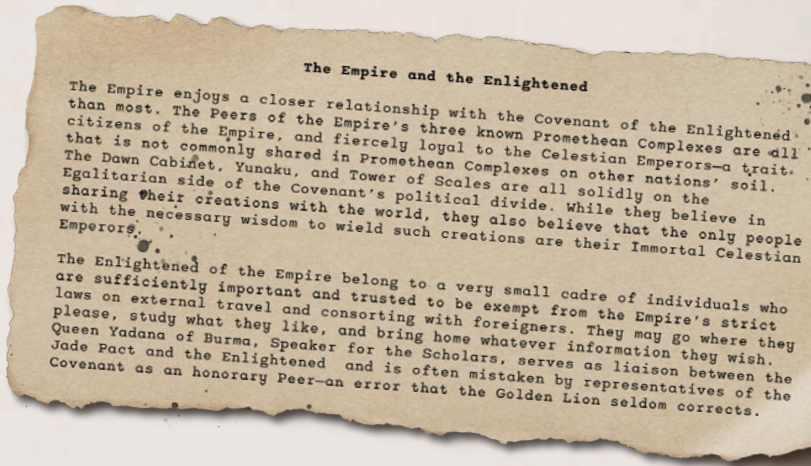 The Empire and the Enlightened
The Empire enjoys a closer relationship with the Covenant of the Enlightened
than most. The Peers of the Empire's three known Promethean Complexes are all
citizens of the Empire, and fiercely loyal to the Celestian Emperors—a trait
that is not commonly shared in Promethean Complexes on other nations' soil.
The Dawn Cabinet, Yunaku, and Tower of Scales are all solidly on the
Egalitarian side of the Covenant's political divide. While they believe in
sharing their creations with the world, they also believe that the only people
with the necessary wisdom to wield such creations are their Immortal Celestian
Emperors.
The Enlightened of the Empire belong to a very small cadre of individuals who
are sufficiently important and trusted to be exempt from the Empire's strict
laws on external travel and consorting with foreigners. They may go where they
please, study what they like, and bring home whatever information they wish.
Queen Yadana of Burma, Speaker for the Scholars, serves as liaison between the
Jade Pact and the Enlightened and is often mistaken by representatives of the
Covenant as an honorary Peer—an error that the Golden Lion seldom corrects.